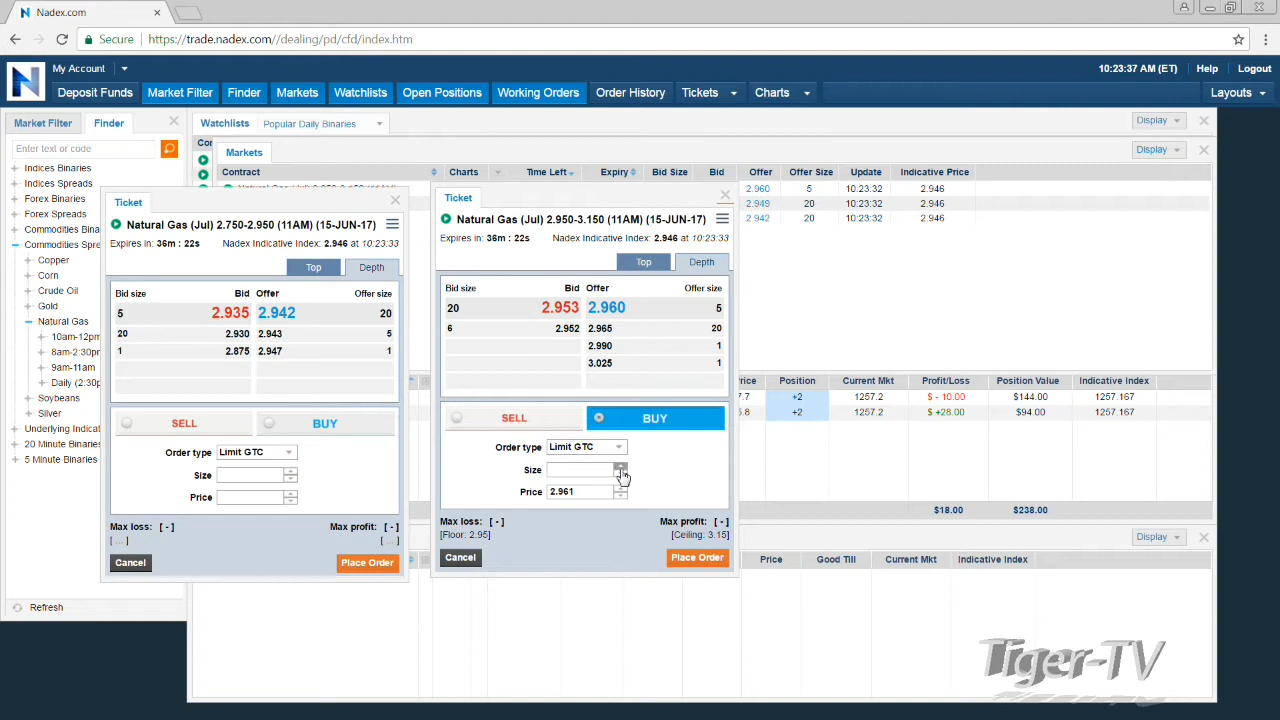 Nadex.com
Secure
https://trade.nadex.com//dealing/pd/cfd/index.htm
My Account
10:23:37 AM (ET)
Help
Logout
Deposit Funds
Market Filter
Finder
Markets
Watchlists
Open Positions
Working Orders
Order History
Tickets
Charts
Layouts
Market Filter
Finder
Enter text or code
Indices Binaries
Indices Spreads
Forex Binaries
Forex Spreads
Commodities Bina
Commodities Spre
Copper
Corn
Crude Oil
Gold
Natural Gas
10am-12pm
8am-2:30p
9am-11am
Daily (2:30p
Soybeans
Silver
Underlying Indicat
20 Minute Binaries
5 Minute Binaries
Refresh
Watchlists
Popular Daily Binaries
Display
Markets
Display
Contract
Charts
Time Left
Expiry
Bid Size
Bid
Offer
Offer Size
Update
Indicative Price
2.960 5 10:23:32 2.946
2.949 20 10:23:32 2.946
2.942 20 10:23:32 2.946
Ticket
Natural Gas (Jul) 2.750-2.950 (11AM) (15-JUN-17)
Expires in: 36m : 22s
Nadex Indicative Index: 2.946 at 10:23:33
Top
Depth
Bid size Bid Offer Offer size
5 2.935 2.942 20
20 2.930 2.943 5
1 2.875 2.947 1
SELL
BUY
Order type Limit GTC
Size
Price
Max loss: [ - ]
Max profit: [ - ]
[ ... ]
[ ... ]
Cancel
Place Order
Ticket
Natural Gas (Jul) 2.950-3.150 (11AM) (15-JUN-17)
Expires in: 36m : 22s
Nadex Indicative Index: 2.946 at 10:23:33
Top
Depth
Bid size Bid Offer Offer size
20 2.953 2.960 5
6 2.952 2.965 20
2.990 1
3.025 1
SELL
BUY
Order type Limit GTC
Size
Price 2.961
Max loss: [ - ]
Max profit: [ - ]
[Floor: 2.95]
[Ceiling: 3.15]
Cancel
Place Order
Price Position Current Mkt Profit/Loss Position Value Indicative Index
7.7 +2 1257.2 $ - 10.00 $144.00 1257.167
5.8 +2 1257.2 $ +28.00 $94.00 1257.167
$18.00 $238.00
Display
Price Good Till Current Mkt Indicative Index
Tiger-TV